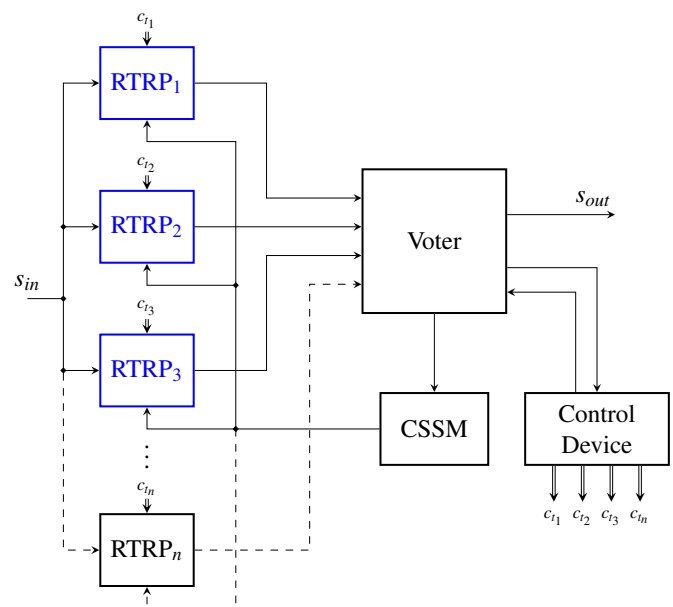 c_{t_1}
RTRP_1
c_{t_2}
RTRP_2
s_{out}
Voter
s_{in}
c_{t_3}
RTRP_3
CSSM
Control
Device
⋮
c_{t_n}
c_{t_1} c_{t_2} c_{t_3} c_{t_n}
RTRP_n